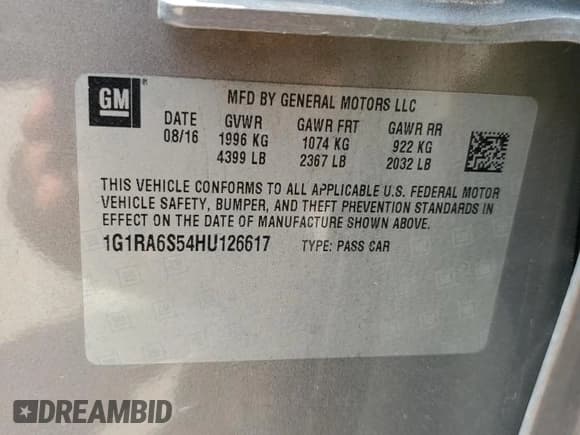 GM ®
MFD BY GENERAL MOTORS LLC
DATE GVWR GAWR FRT GAWR RR
08/16 1996 KG 1074 KG 922 KG
4399 LB 2367 LB 2032 LB
THIS VEHICLE CONFORMS TO ALL APPLICABLE U.S. FEDERAL MOTOR
VEHICLE SAFETY, BUMPER, AND THEFT PREVENTION STANDARDS IN
EFFECT ON THE DATE OF MANUFACTURE SHOWN ABOVE.
1G1RA6S54HU126617 TYPE: PASS CAR
DREAMBID